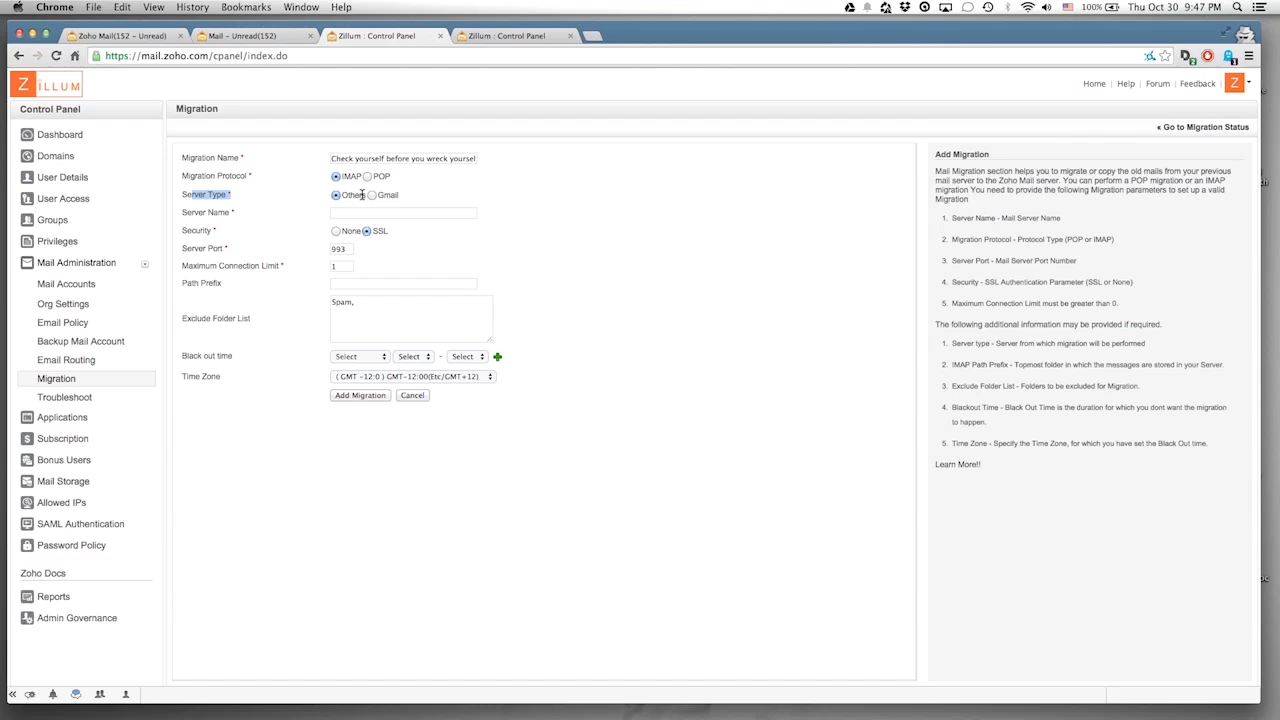 Chrome File Edit View History Bookmarks Window Help
100% Thu Oct 30 9:47 PM
Zoho Mail(152 - Unread)
Mail - Unread(152)
Zillum : Control Panel
Zillum : Control Panel
https://mail.zoho.com/cpanel/index.do
ZILLUM
Home Help Forum Feedback Z
Control Panel
Dashboard
Domains
User Details
User Access
Groups
Privileges
Mail Administration
Mail Accounts
Org Settings
Email Policy
Backup Mail Account
Email Routing
Migration
Troubleshoot
Applications
Subscription
Bonus Users
Mail Storage
Allowed IPs
SAML Authentication
Password Policy
Zoho Docs
Reports
Admin Governance
Migration
« Go to Migration Status
Migration Name * Check yourself before you wreck yoursel
Migration Protocol * IMAP POP
Server Type * Gmail
Server Name *
Security * None SSL
Server Port * 993
Maximum Connection Limit * 1
Path Prefix
Exclude Folder List Spam,
Black out time Select Select - Select
Time Zone ( GMT -12:0 ) GMT-12:00(Etc/GMT+12)
Add Migration Cancel
Add Migration
Mail Migration section helps you to migrate or copy the old mails from your previous
mail server to the Zoho Mail server. You can perform a POP migration or an IMAP
migration You need to provide the following Migration parameters to set up a valid
Migration
1. Server Name - Mail Server Name
2. Migration Protocol - Protocol Type (POP or IMAP)
3. Server Port - Mail Server Port Number
4. Security - SSL Authentication Parameter (SSL or None)
5. Maximum Connection Limit must be greater than 0.
The following additional information may be provided if required.
1. Server type - Server from which migration will be performed
2. IMAP Path Prefix - Topmost folder in which the messages are stored in your Server.
3. Exclude Folder List - Folders to be excluded for Migration.
4. Blackout Time - Black Out Time is the duration for which you dont want the migration
to happen.
5. Time Zone - Specify the Time Zone, for which you have set the Black Out time.
Learn More!!